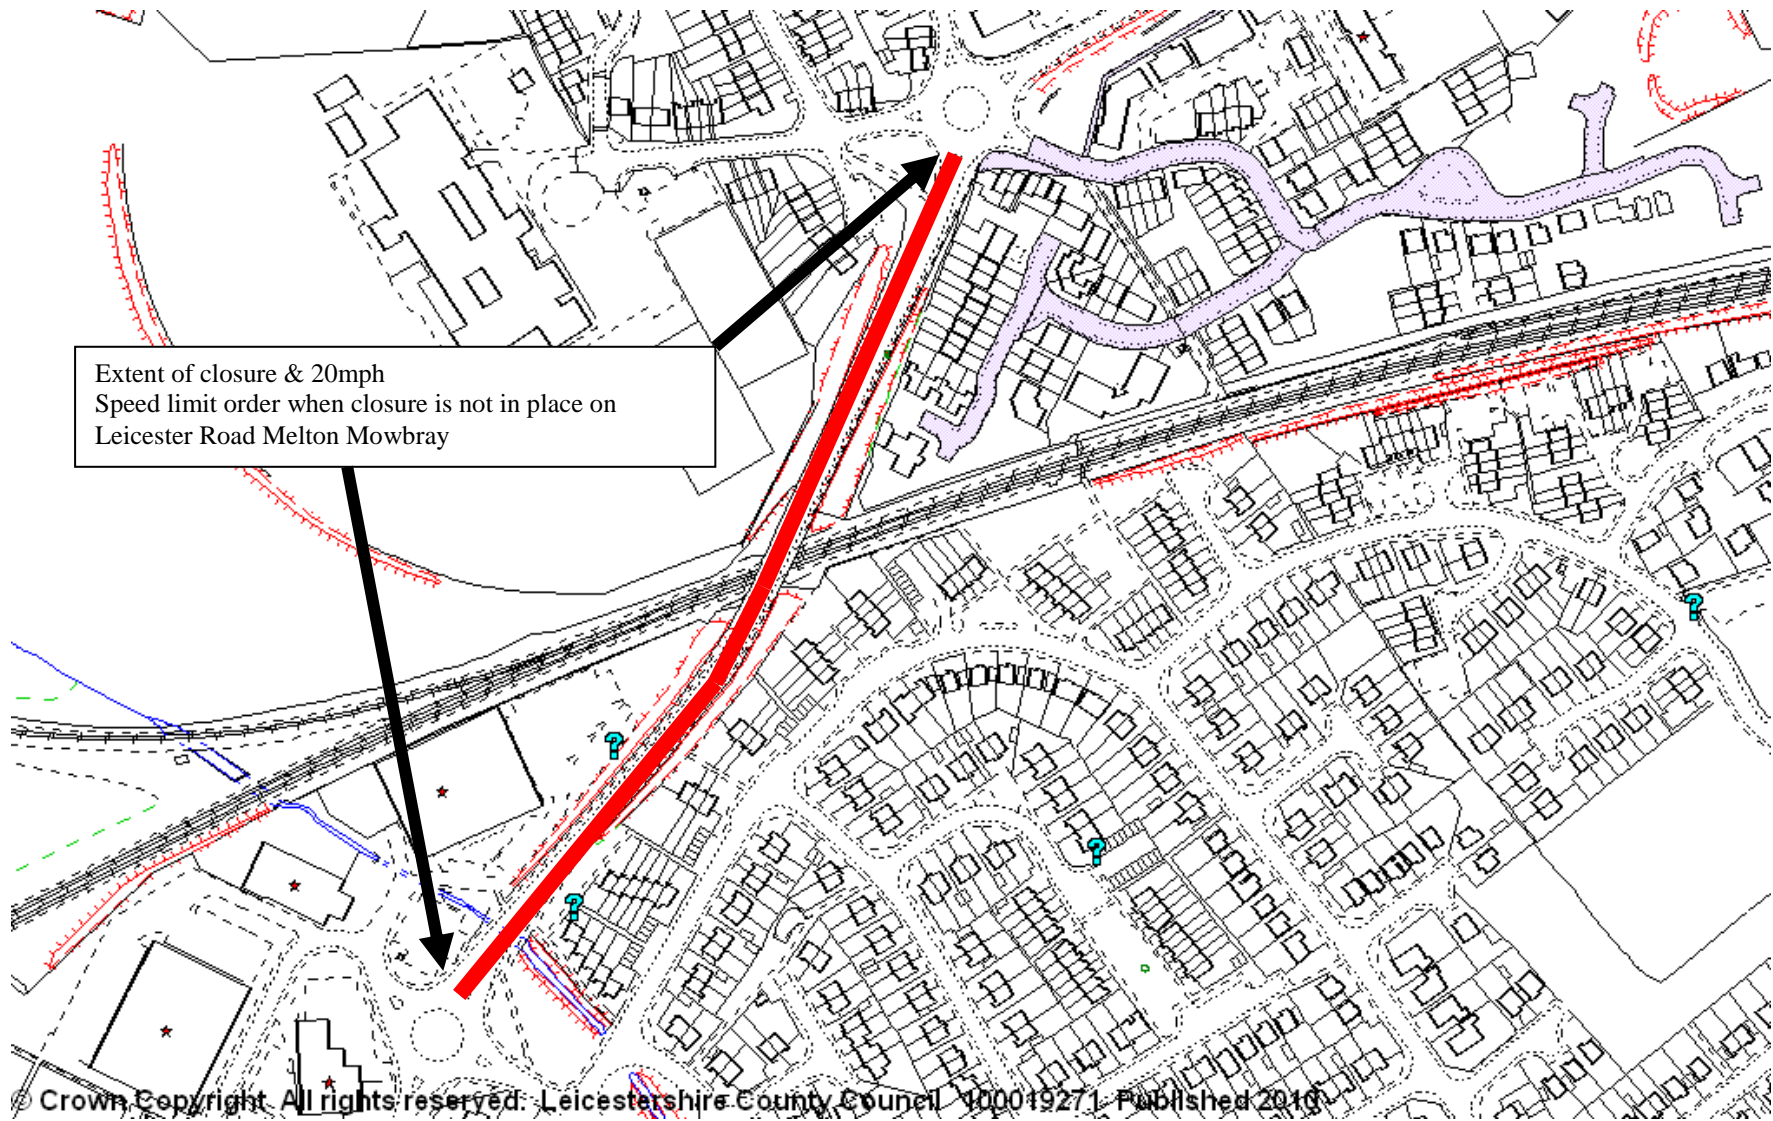 Extent of closure & 20mph
Speed limit order when closure is not in place on
Leicester Road Melton Mowbray
© Crown Copyright. All rights reserved. Leicestershire County Council 100019271 Published 2010